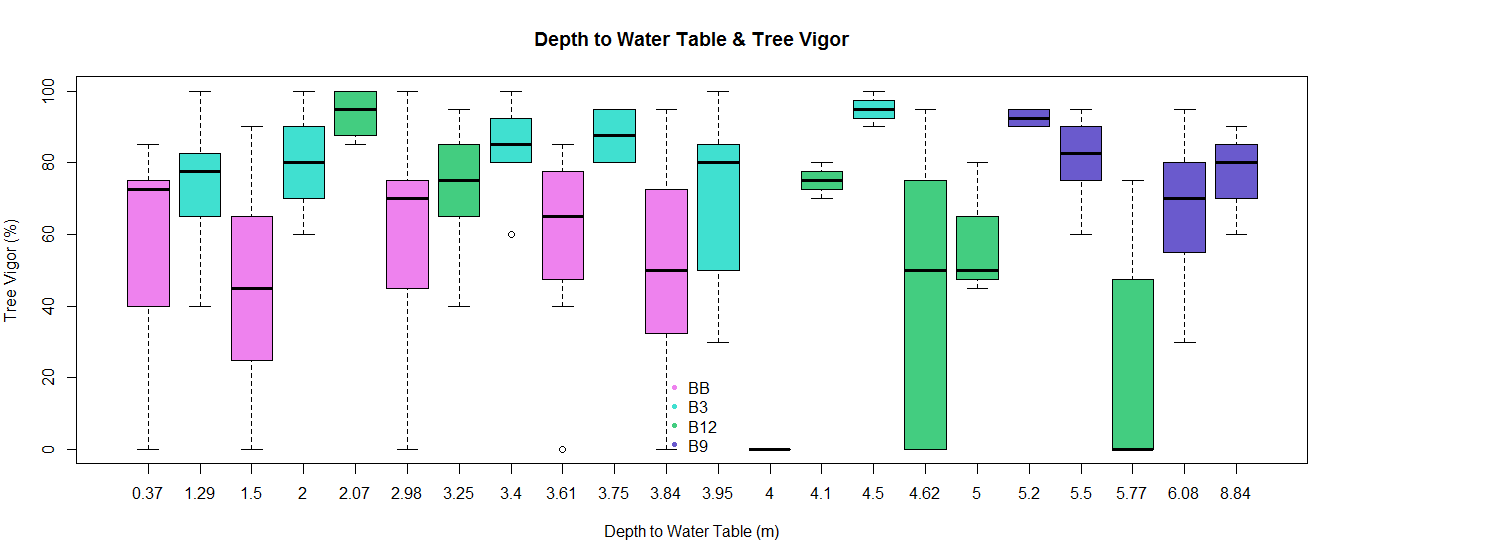 Depth to Water Table & Tree Vigor
Tree Vigor (%)
100
80
60
40
20
0
BB
B3
B12
B9
0.37 1.29 1.5 2 2.07 2.98 3.25 3.4 3.61 3.75 3.84 3.95 4 4.1 4.5 4.62 5 5.2 5.5 5.77 6.08 8.84
Depth to Water Table (m)